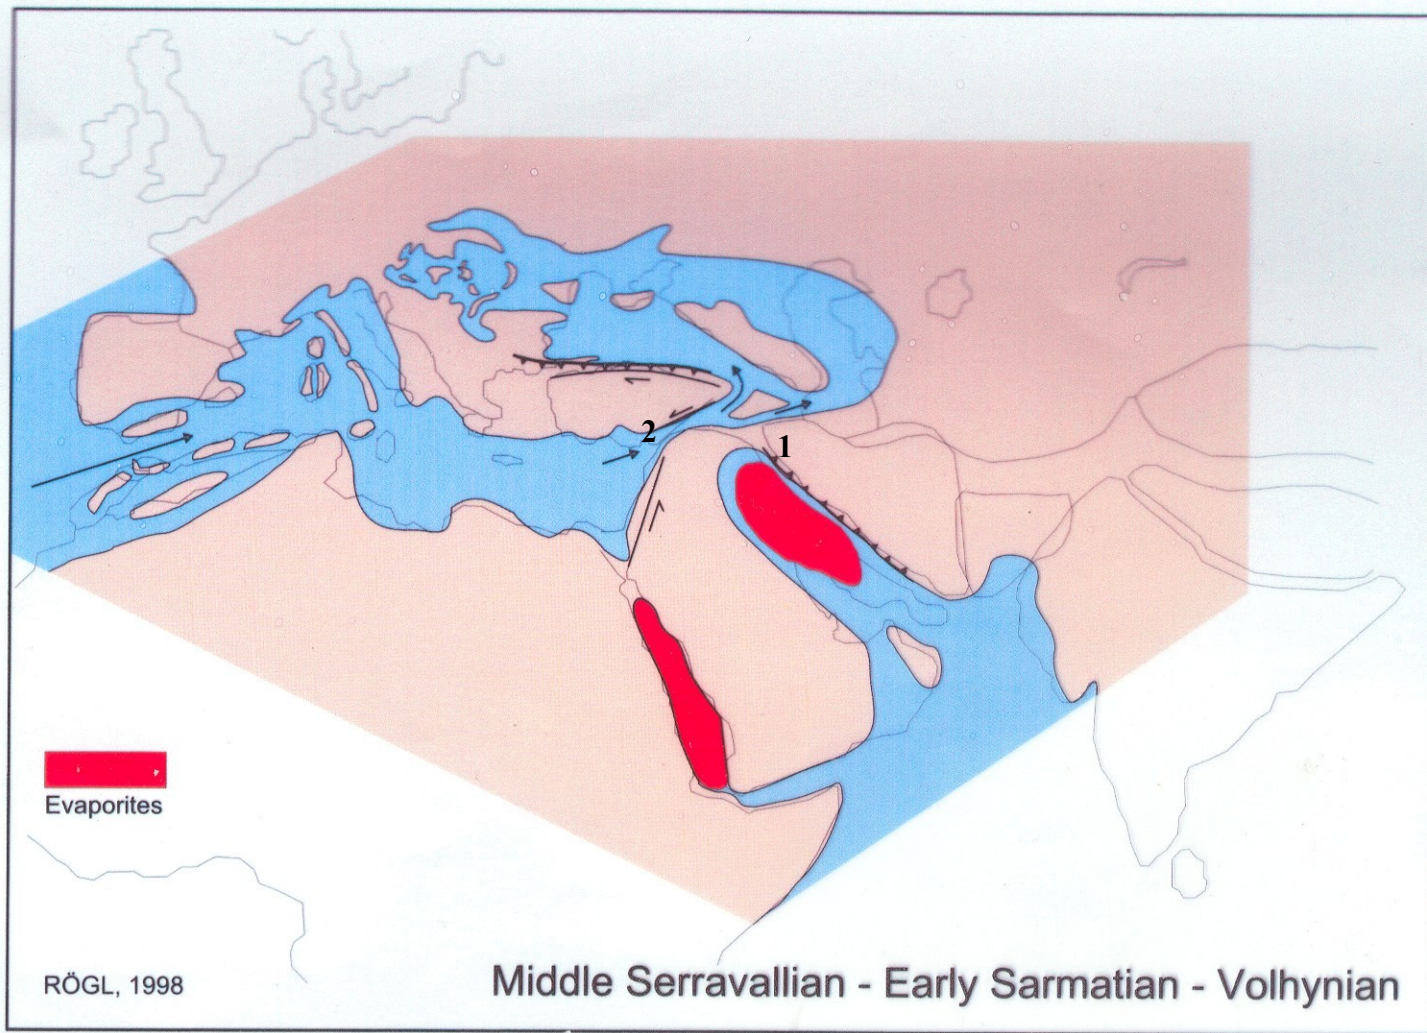 1
2
Evaporites
RÖGL, 1998
Middle Serravallian - Early Sarmatian - Volhynian